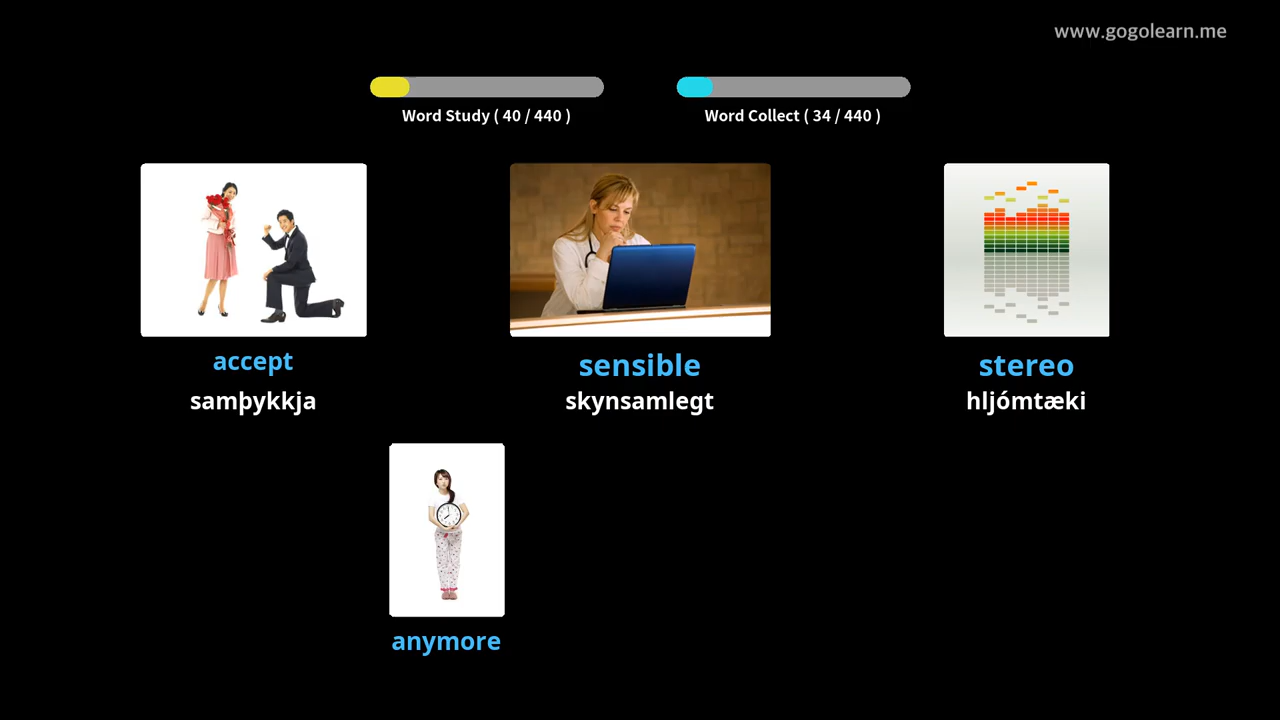 www.gogolearn.me
Word Study ( 40 / 440 )
Word Collect ( 34 / 440 )
accept
sensible
stereo
samþykkja
skynsamlegt
hljómtæki
anymore